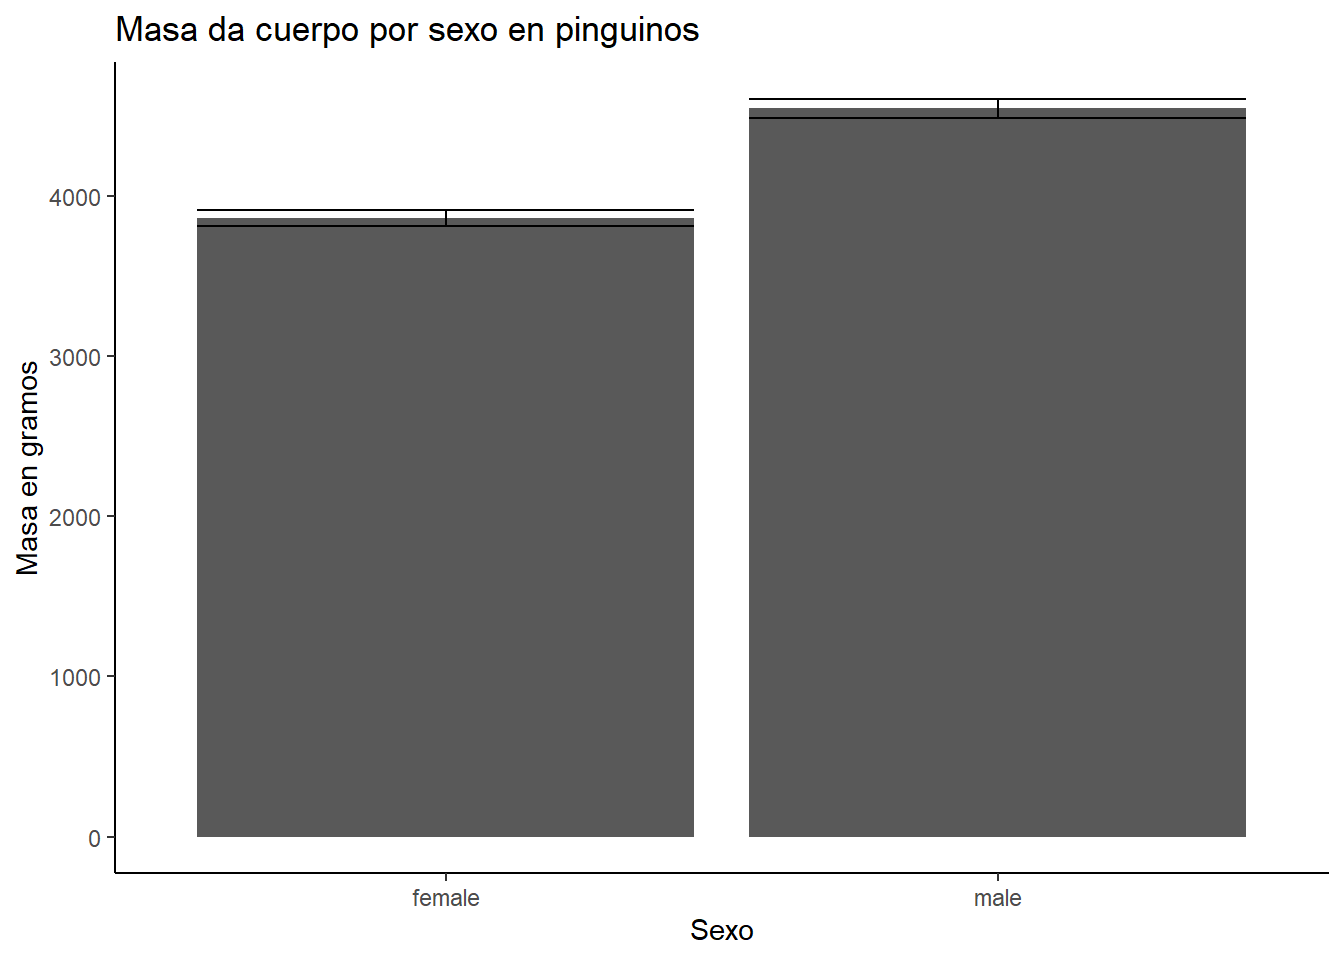 Masa da cuerpo por sexo en pinguinos
Masa en gramos
4000
3000
2000
1000
0
female
male
Sexo